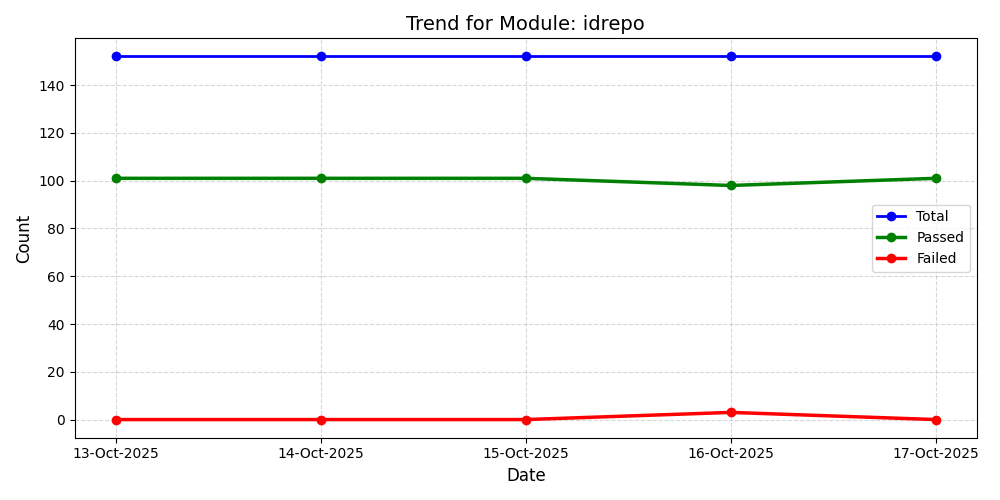 Trend for Module: idrepo
Count
140
120
100
80
60
40
20
0
Total
Passed
Failed
13-Oct-2025 14-Oct-2025 15-Oct-2025 16-Oct-2025 17-Oct-2025
Date